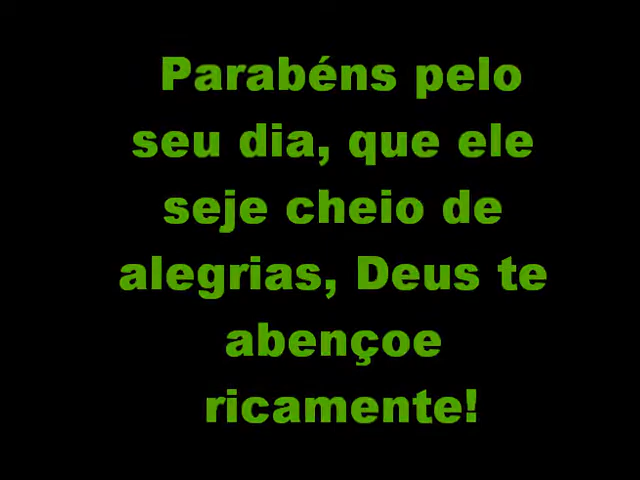 Parabéns pelo
seu dia, que ele
seje cheio de
alegrias, Deus te
abençoe
ricamente!